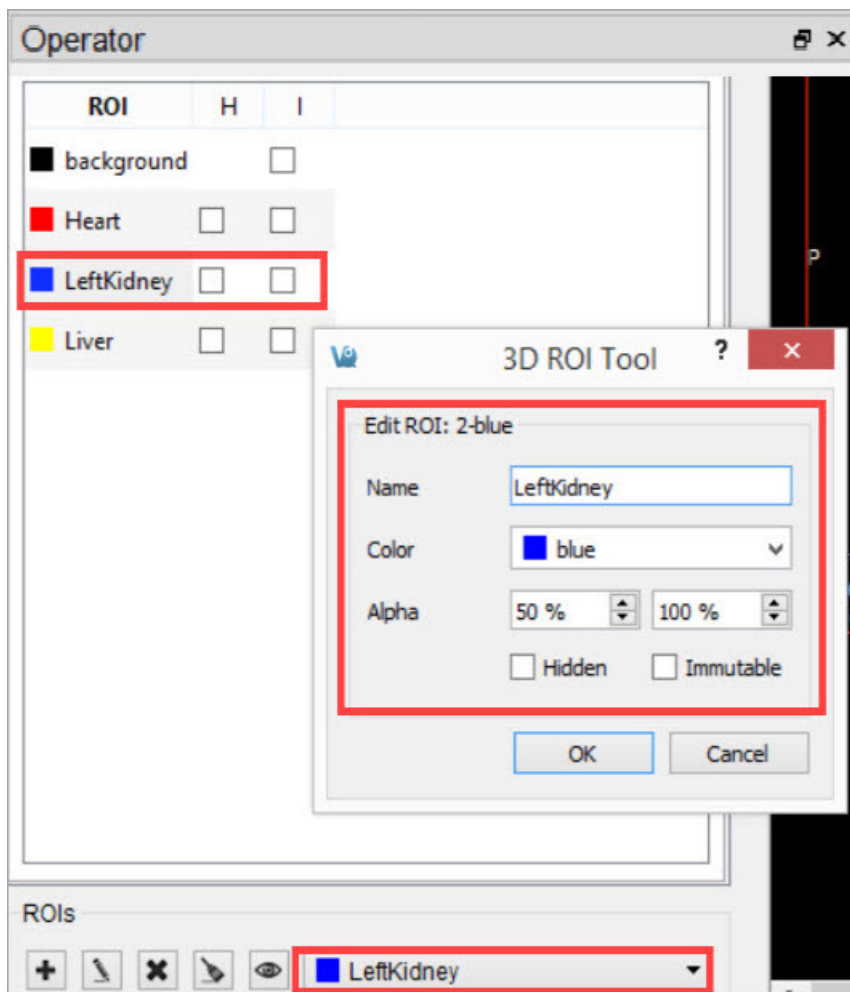 Operator
ROI H I
background
Heart
LeftKidney
Liver
P
3D ROI Tool ?
Edit ROI: 2-blue
Name LeftKidney
Color blue
Alpha 50 % 100 %
Hidden Immutable
OK Cancel
ROIs
LeftKidney